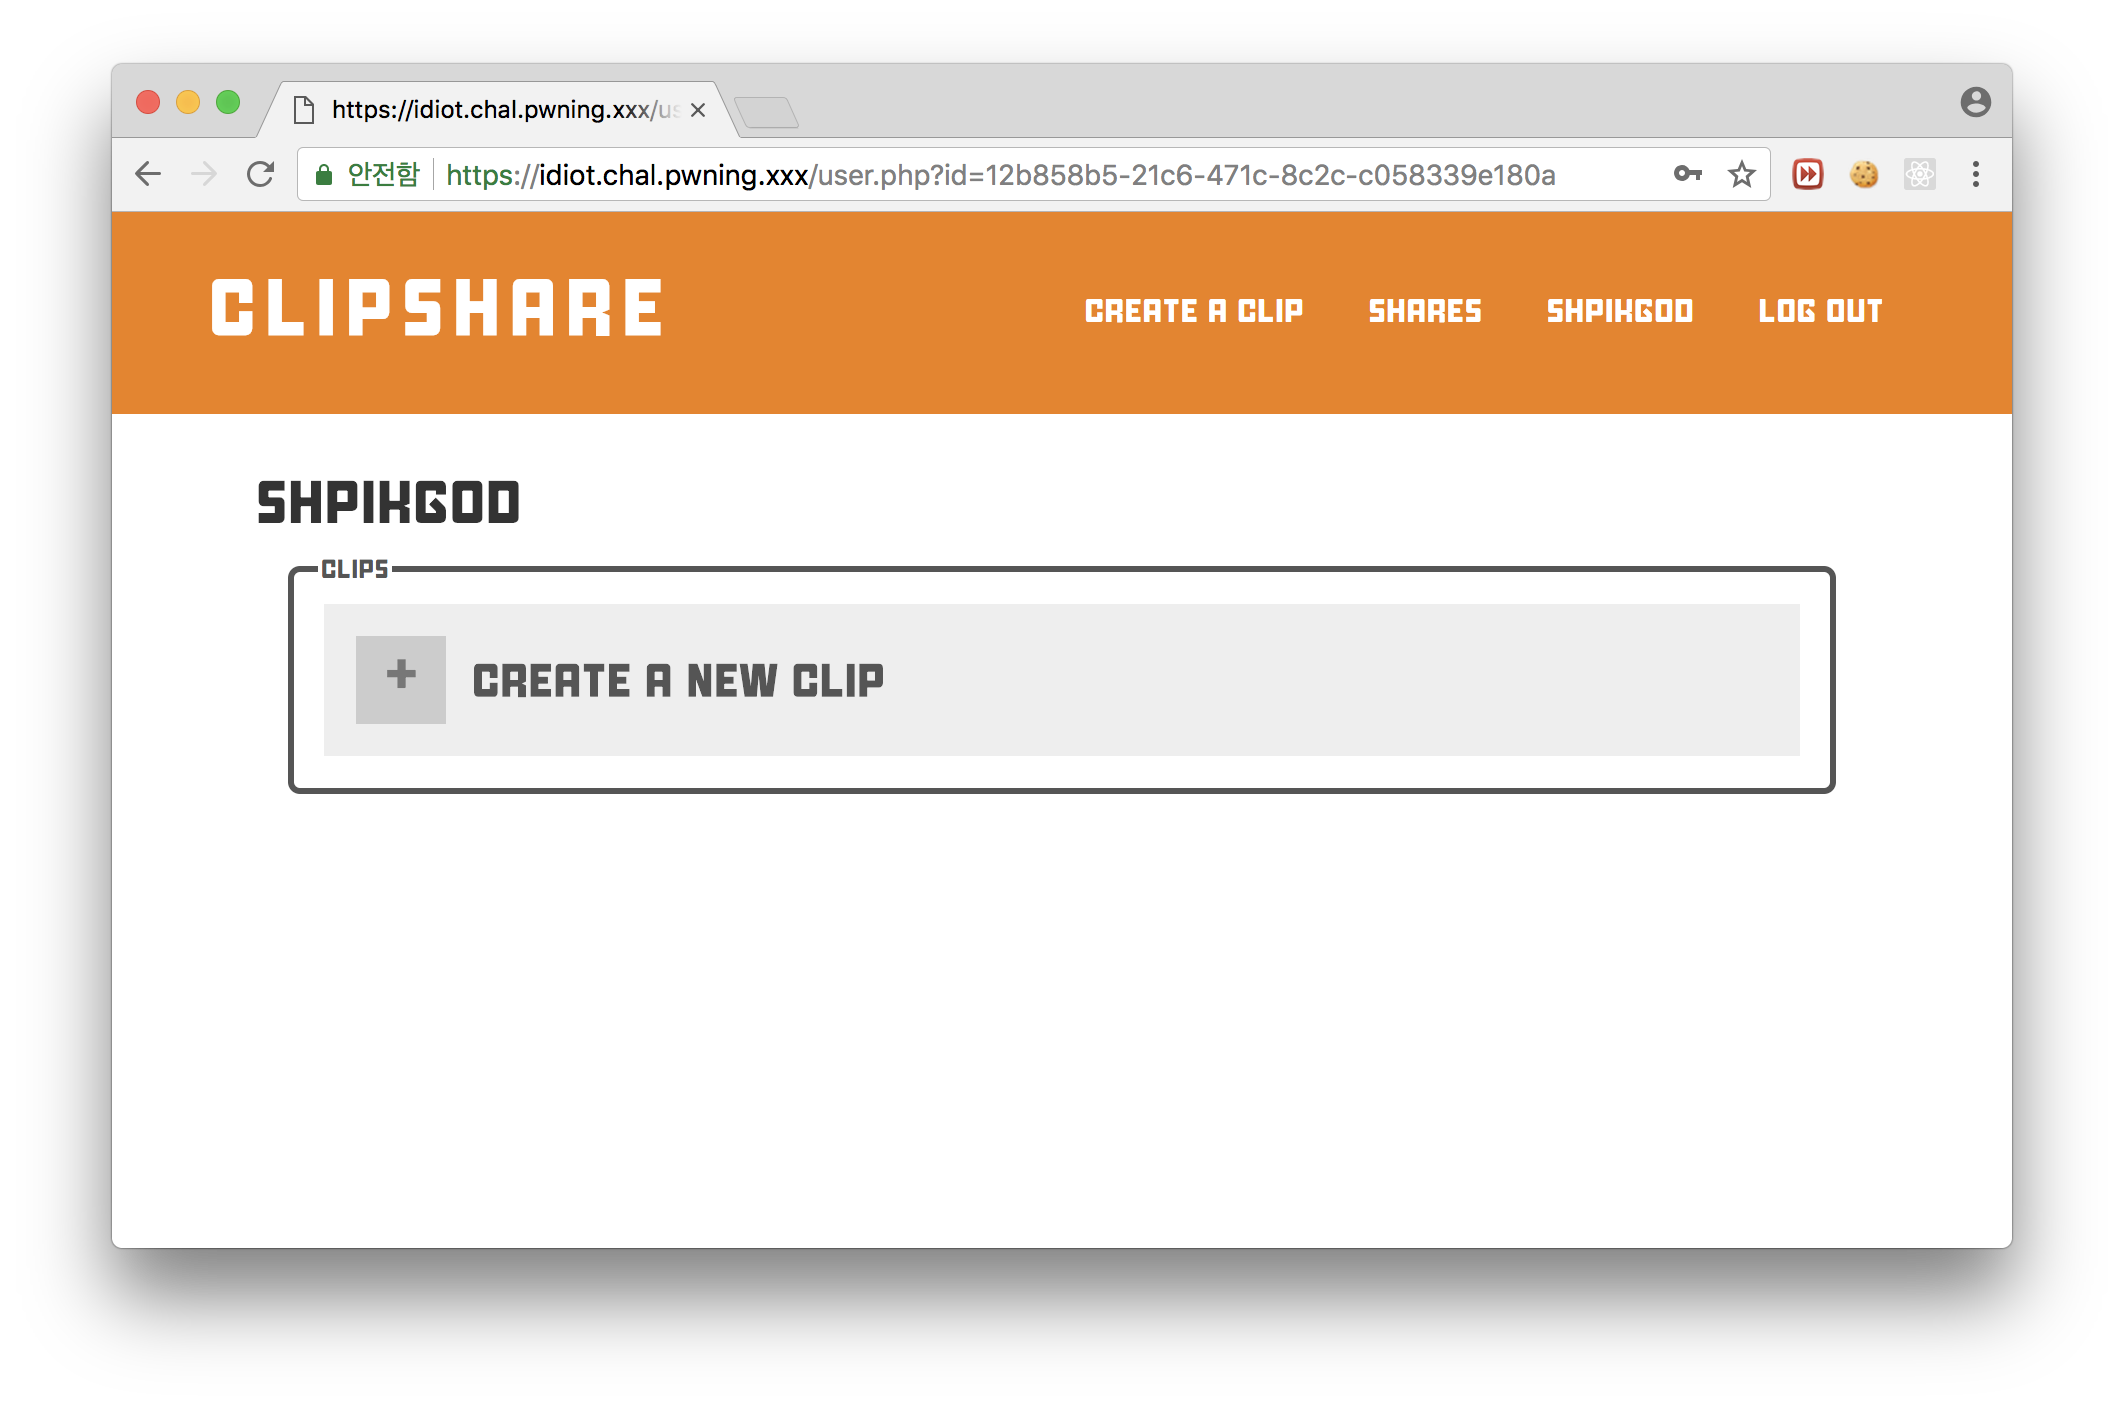 https://idiot.chal.pwning.xxx/us
안전함 https://idiot.chal.pwning.xxx/user.php?id=12b858b5-21c6-471c-8c2c-c058339e180a
CLIPSHARE CREATE A CLIP SHARES SHPIKGOD LOG OUT
SHPIKGOD
CLIPS
+ CREATE A NEW CLIP